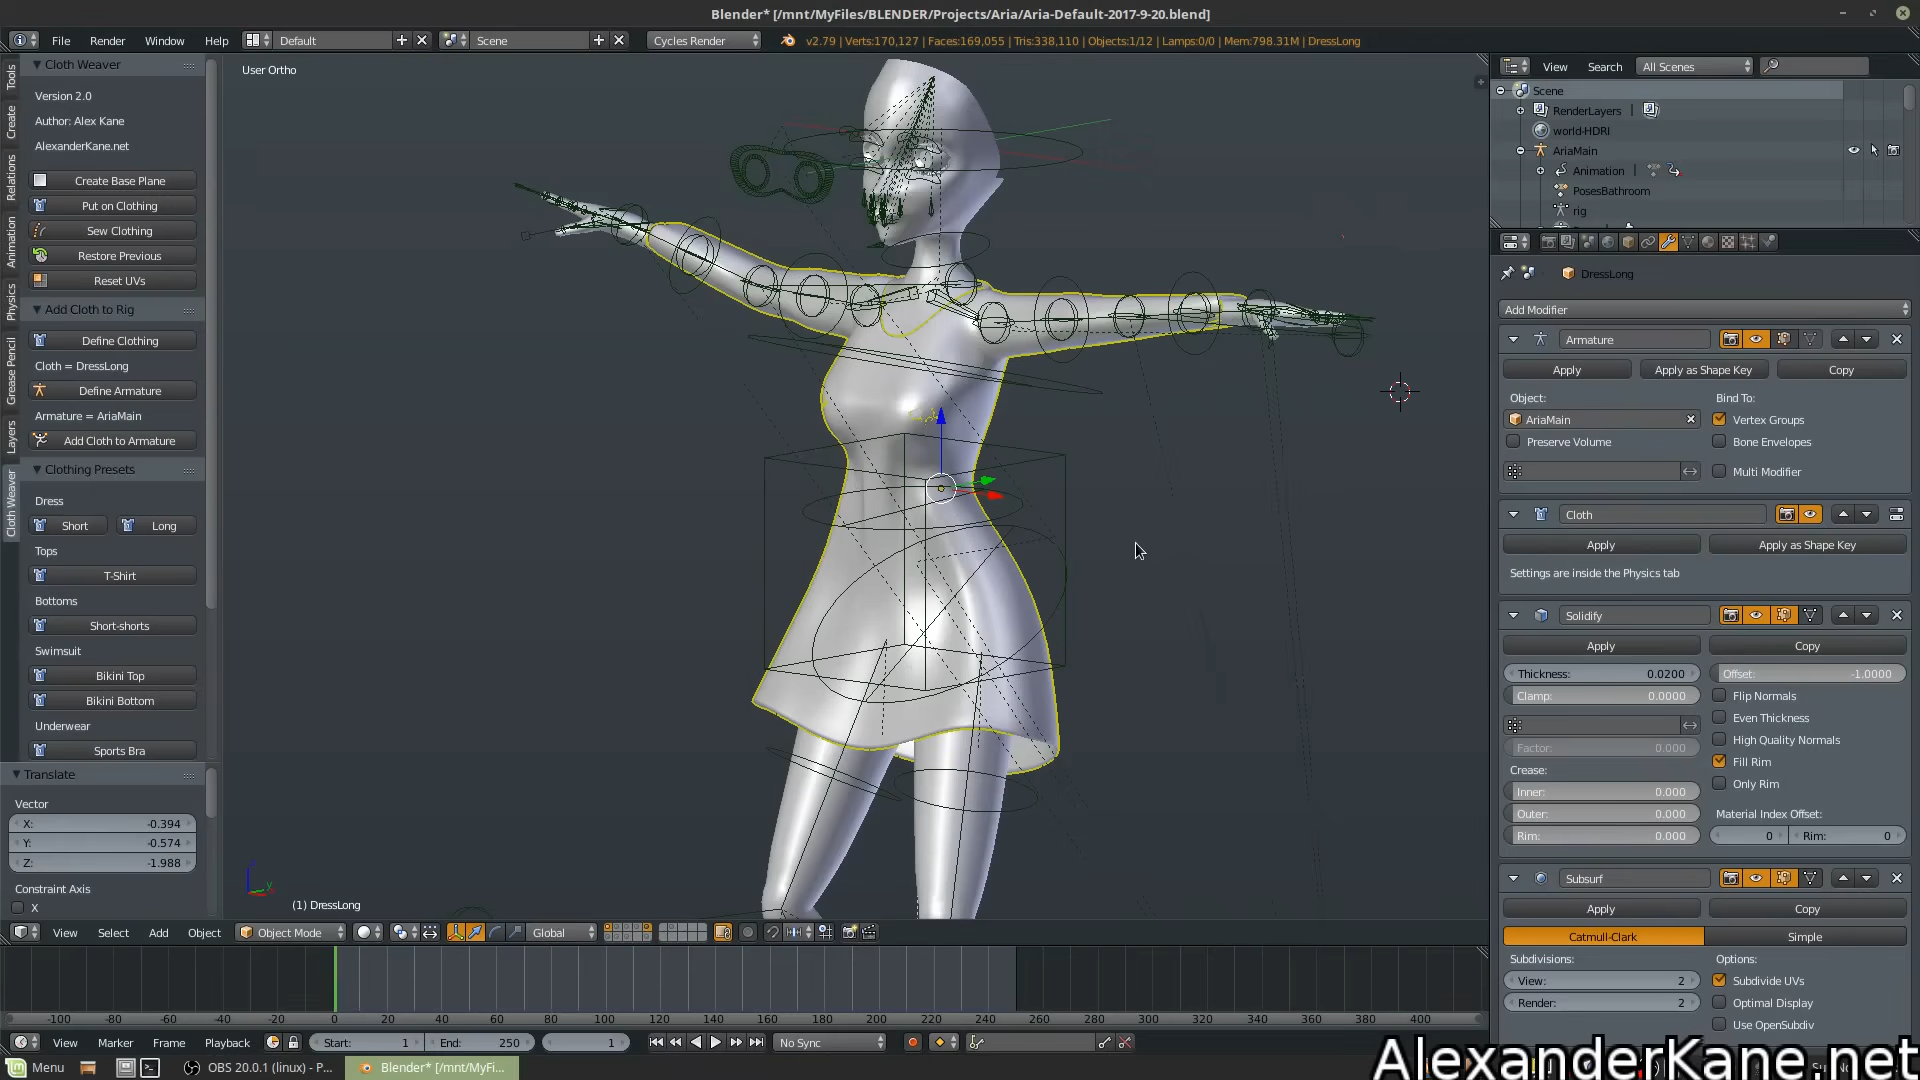 Blender* [/mnt/MyFiles/BLENDER/Projects/Aria/Aria-Default-2017-9-20.blend]
File Render Window Help Default Scene Cycles Render v2.79 | Verts:170,127 | Faces:169,055 | Tris:338,110 | Objects:1/12 | Lamps:0/0 | Mem:798.31M | DressLong
Tools
Create
Relations
Animation
Physics
Grease Pencil
Layers
Cloth Weaver
Cloth Weaver
Version 2.0
Author: Alex Kane
AlexanderKane.net
Create Base Plane
Put on Clothing
Sew Clothing
Restore Previous
Reset UVs
Add Cloth to Rig
Define Clothing
Cloth = DressLong
Define Armature
Armature = AriaMain
Add Cloth to Armature
Clothing Presets
Dress
Short Long
Tops
T-Shirt
Bottoms
Short-shorts
Swimsuit
Bikini Top
Bikini Bottom
Underwear
Sports Bra
Translate
Vector
X: -0.394
Y: -0.574
Z: -1.988
Constraint Axis
X
User Ortho
(1) DressLong
View Select Add Object Object Mode Global
View Search All Scenes
Scene
RenderLayers |
world-HDRI
AriaMain
Animation
PosesBathroom
rig
DressLong
Add Modifier
Armature
Apply Apply as Shape Key Copy
Object: Bind To:
AriaMain Vertex Groups
Preserve Volume Bone Envelopes
Multi Modifier
Cloth
Apply Apply as Shape Key
Settings are inside the Physics tab
Solidify
Apply Copy
Thickness: 0.0200 Offset: -1.0000
Clamp: 0.0000 Flip Normals
Even Thickness
Factor: 0.000 High Quality Normals
Crease: Fill Rim
Inner: 0.000 Only Rim
Outer: 0.000 Material Index Offset:
Rim: 0.000 0 Rim: 0
Subsurf
Apply Copy
Catmull-Clark Simple
Subdivisions: Options:
View: 2 Subdivide UVs
Render: 2 Optimal Display
Use OpenSubdiv
-100 -80 -60 -40 -20 0 20 40 60 80 100 120 140 160 180 200 220 240 260 280 300 320 340 360 380 400
View Marker Frame Playback Start: 1 End: 250 1 No Sync
Menu OBS 20.0.1 (linux) - P... Blender* [/mnt/MyFi...
AlexanderKane.net